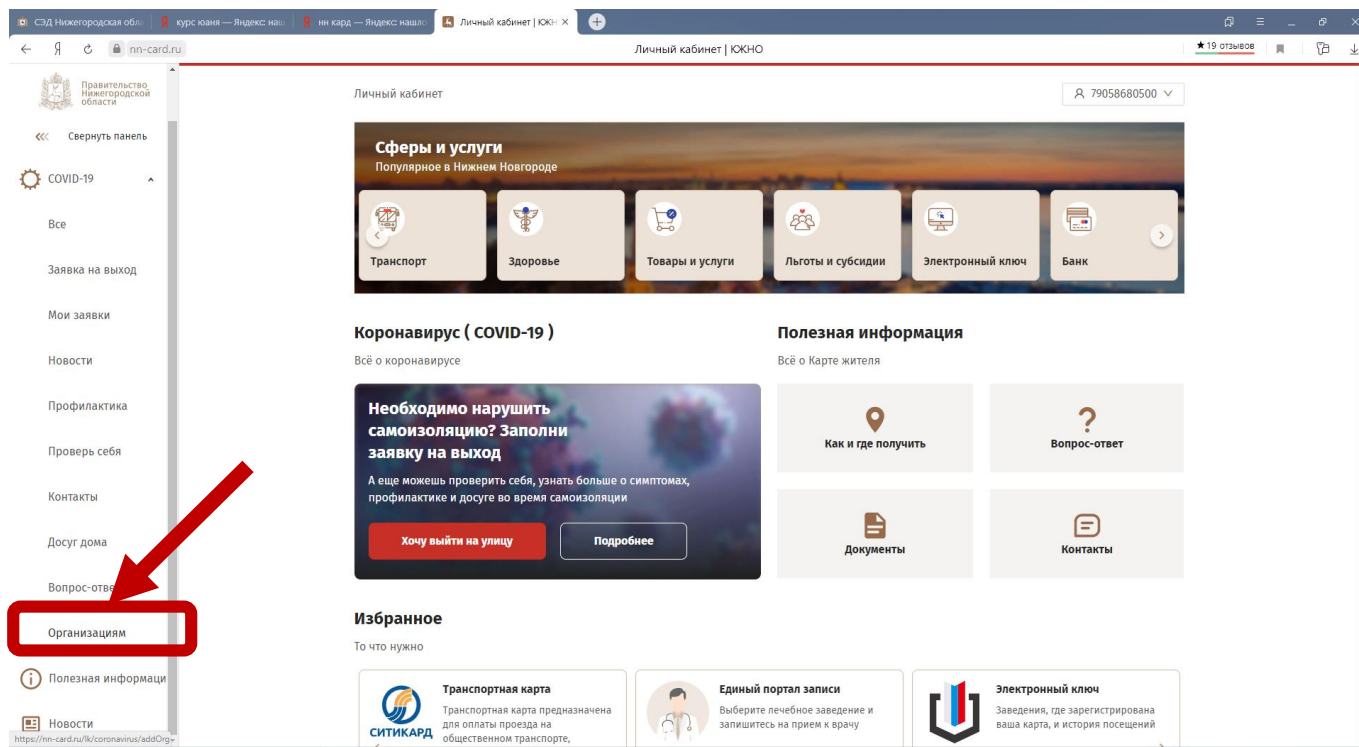 СЭД Нижегородская обла
курс юаня — Яндекс: наш
нн кард — Яндекс: нашло
Личный кабинет | ЮЖН
nn-card.ru
Личный кабинет | ЮЖНО
★19 отзывов
Правительство
Нижегородской
области
Свернуть панель
COVID-19
Все
Заявка на выход
Мои заявки
Новости
Профилактика
Проверь себя
Контакты
Досуг дома
Вопрос-отве
Организациям
Полезная информаци
Новости
https://nn-card.ru/lk/coronavirus/addOrg
Личный кабинет
79058680500
Сферы и услуги
Популярное в Нижнем Новгороде
Транспорт
Здоровье
Товары и услуги
Льготы и субсидии
Электронный ключ
Банк
Коронавирус ( COVID-19 )
Всё о коронавирусе
Необходимо нарушить
самоизоляцию? Заполни
заявку на выход
А еще можешь проверить себя, узнать больше о симптомах,
профилактике и досуге во время самоизоляции
Хочу выйти на улицу
Подробнее
Полезная информация
Всё о Карте жителя
Как и где получить
Вопрос-ответ
Документы
Контакты
Избранное
То что нужно
СИТИКАРД
Транспортная карта
Транспортная карта предназначена
для оплаты проезда на
общественном транспорте,
Единый портал записи
Выберите лечебное заведение и
запишитесь на прием к врачу
Электронный ключ
Заведения, где зарегистрирована
ваша карта, и история посещений